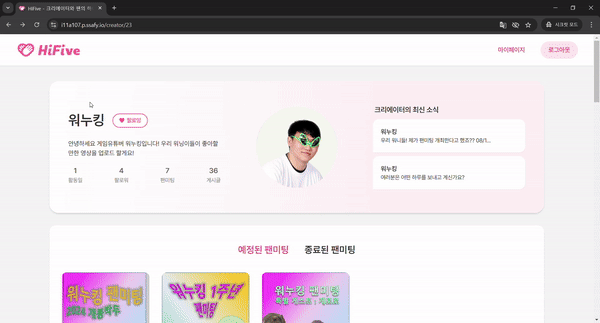 HiFive - 크리에이터와 팬의 하
i11a107.p.ssafy.io/creator/23
시크릿 모드
HiFive
마이페이지
로그아웃
워누킹
팔로잉
안녕하세요 게임유튜버 워누킹입니다! 우리 워닝이들이 좋아할
만한 영상을 업로드 할게요!
1 4 7 36
활동일 팔로워 팬미팅 게시글
크리에이터의 최신 소식
워누킹
우리 워니들! 제가 팬미팅 개최한다고 했죠?? 08/1...
워누킹
여러분은 어떤 하루를 보내고 계신가요?
예정된 팬미팅 종료된 팬미팅
워누킹 팬미팅
2024
워누킹 1주년
팬미팅
워누킹 팬미팅